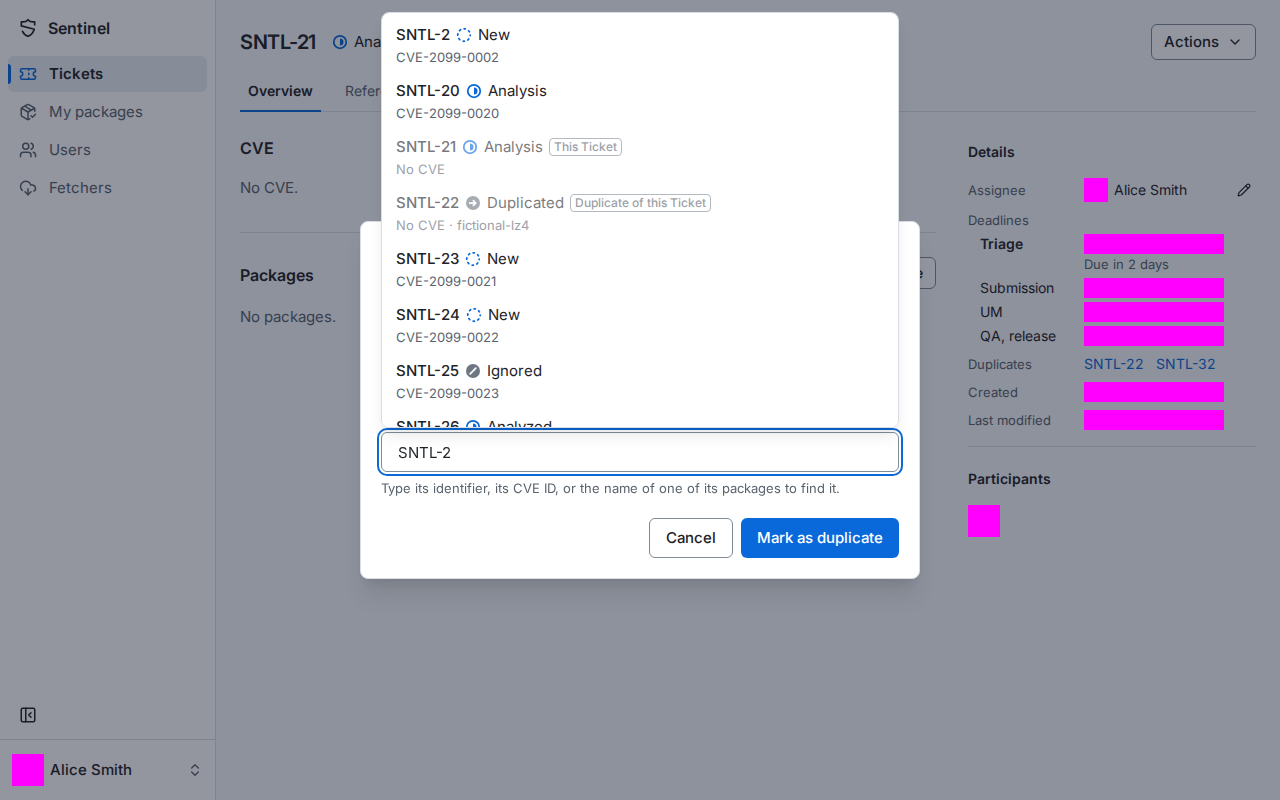 Sentinel
Tickets
My packages
Users
Fetchers
Alice Smith
SNTL-21
Actions
Overview
CVE
No CVE.
Packages
No packages.
SNTL-2 New
CVE-2099-0002
SNTL-20 Analysis
CVE-2099-0020
SNTL-21 Analysis This Ticket
No CVE
SNTL-22 Duplicated Duplicate of this Ticket
No CVE · fictional-lz4
SNTL-23 New
CVE-2099-0021
SNTL-24 New
CVE-2099-0022
SNTL-25 Ignored
CVE-2099-0023
SNTL-26 Analyzed
SNTL-2
Type its identifier, its CVE ID, or the name of one of its packages to find it.
Cancel
Mark as duplicate
Details
Assignee Alice Smith
Deadlines
Triage
Due in 2 days
Submission
UM
QA, release
Duplicates SNTL-22 SNTL-32
Created
Last modified
Participants